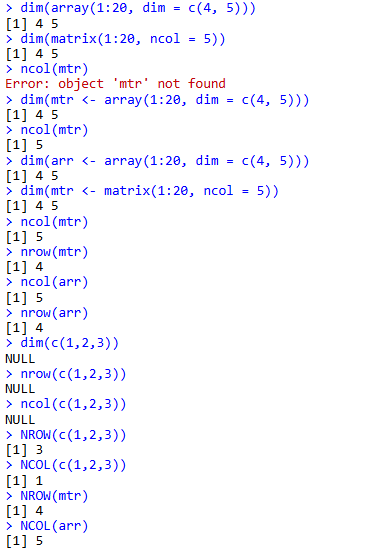 > dim(array(1:20, dim = c(4, 5)))
[1] 4 5
> dim(matrix(1:20, ncol = 5))
[1] 4 5
> ncol(mtr)
Error: object 'mtr' not found
> dim(mtr <- array(1:20, dim = c(4, 5)))
[1] 4 5
> ncol(mtr)
[1] 5
> dim(arr <- array(1:20, dim = c(4, 5)))
[1] 4 5
> dim(mtr <- matrix(1:20, ncol = 5))
[1] 4 5
> ncol(mtr)
[1] 5
> nrow(mtr)
[1] 4
> ncol(arr)
[1] 5
> nrow(arr)
[1] 4
> dim(c(1,2,3))
NULL
> nrow(c(1,2,3))
NULL
> ncol(c(1,2,3))
NULL
> NROW(c(1,2,3))
[1] 3
> NCOL(c(1,2,3))
[1] 1
> NROW(mtr)
[1] 4
> NCOL(arr)
[1] 5